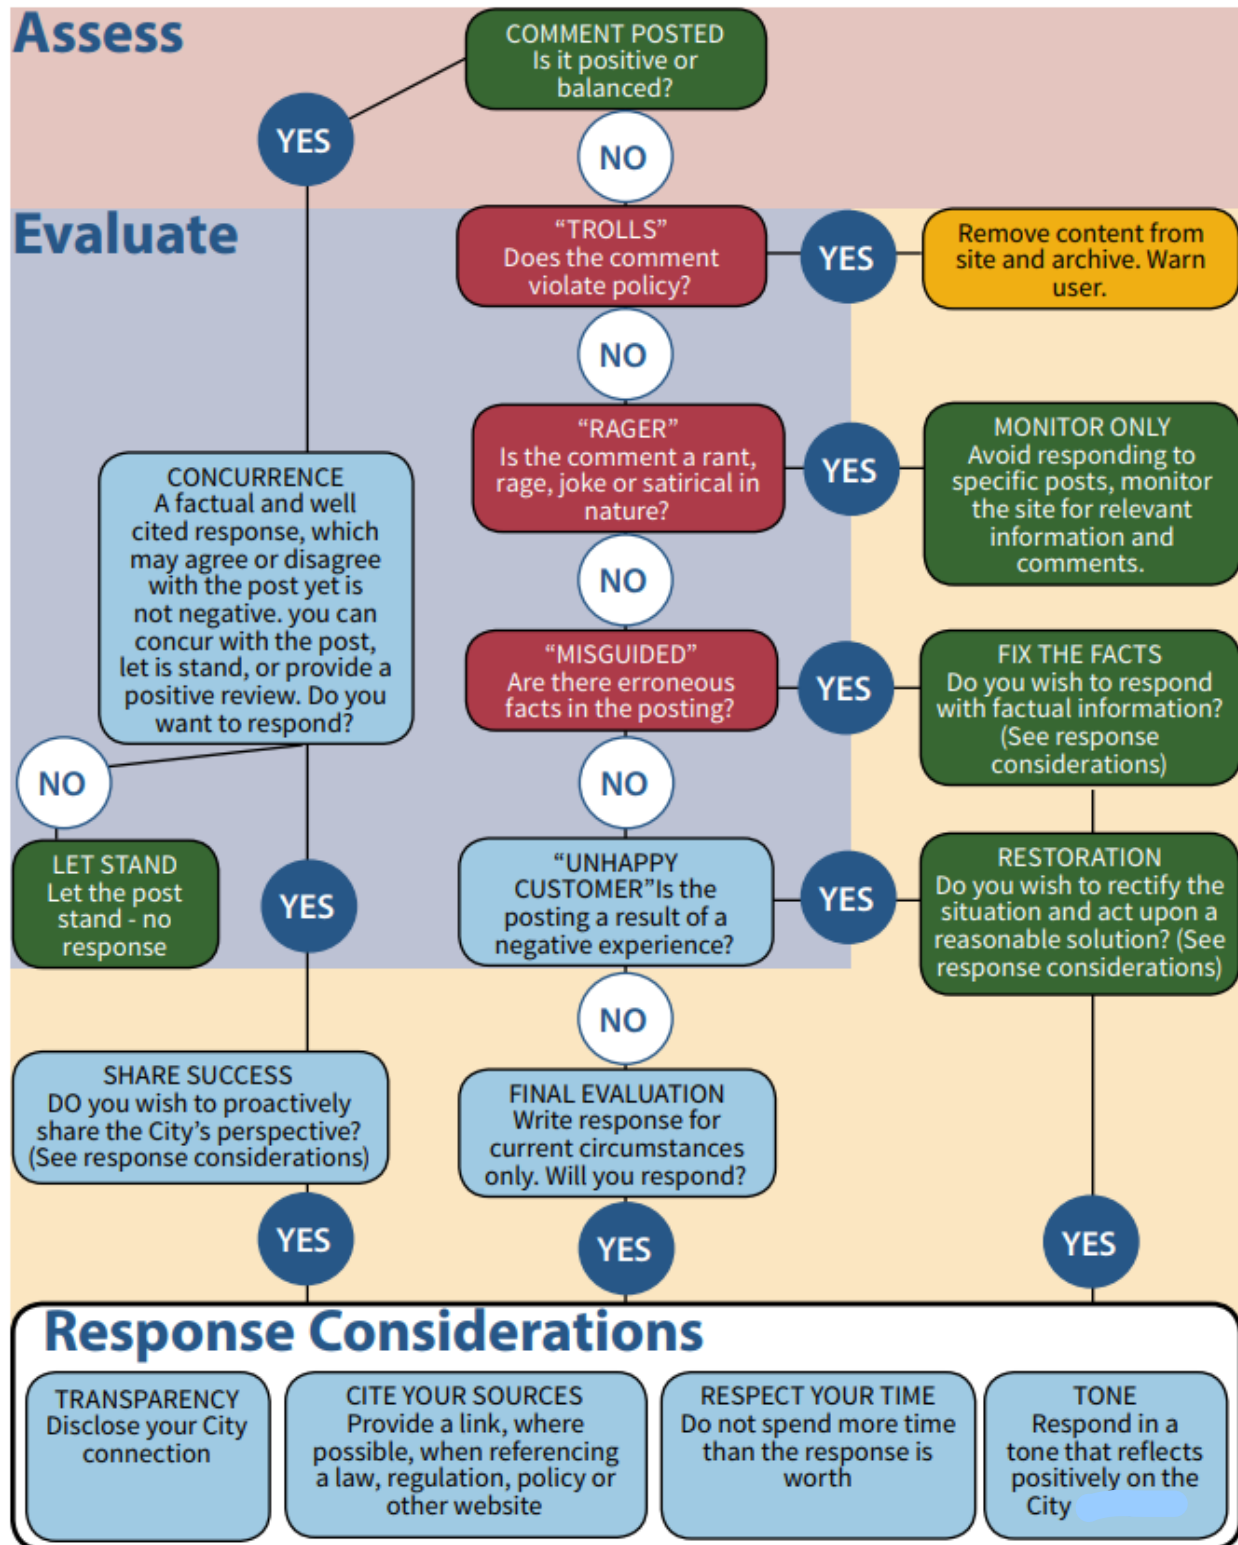 Assess
COMMENT POSTED
Is it positive or
balanced?
YES
NO
Evaluate
“TROLLS”
Does the comment
violate policy?
YES
Remove content from
site and archive. Warn
user.
NO
“RAGER”
Is the comment a rant,
rage, joke or satirical in
nature?
YES
MONITOR ONLY
Avoid responding to
specific posts, monitor
the site for relevant
information and
comments.
CONCURRENCE
A factual and well
cited response, which
may agree or disagree
with the post yet is
not negative. you can
concur with the post,
let is stand, or provide a
positive review. Do you
want to respond?
NO
“MISGUIDED”
Are there erroneous
facts in the posting?
YES
FIX THE FACTS
Do you wish to respond
with factual information?
(See response
considerations)
NO
NO
LET STAND
Let the post
stand - no
response
YES
“UNHAPPY
CUSTOMER”Is the
posting a result of a
negative experience?
YES
RESTORATION
Do you wish to rectify the
situation and act upon a
reasonable solution? (See
response considerations)
NO
SHARE SUCCESS
DO you wish to proactively
share the City’s perspective?
(See response considerations)
FINAL EVALUATION
Write response for
current circumstances
only. Will you respond?
YES
YES
YES
Response Considerations
TRANSPARENCY
Disclose your City
connection
CITE YOUR SOURCES
Provide a link, where
possible, when referencing
a law, regulation, policy or
other website
RESPECT YOUR TIME
Do not spend more time
than the response is
worth
TONE
Respond in a
tone that reflects
positively on the
City